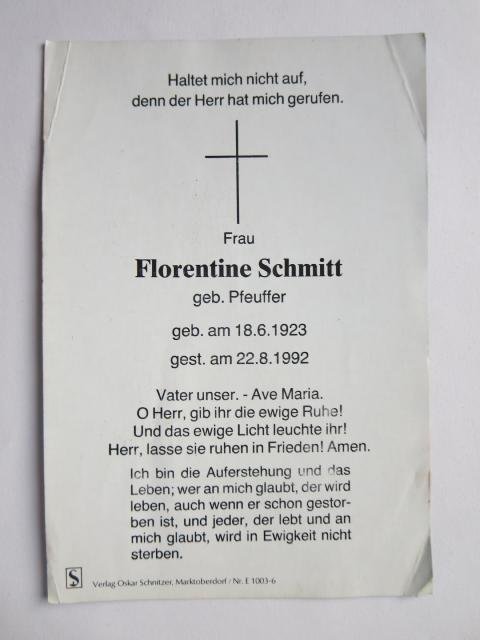 Haltet mich nicht auf,
denn der Herr hat mich gerufen.
Frau
Florentine Schmitt
geb. Pfeuffer
geb. am 18.6.1923
gest. am 22.8.1992
Vater unser. - Ave Maria.
O Herr, gib ihr die ewige Ruhe!
Und das ewige Licht leuchte ihr!
Herr, lasse sie ruhen in Frieden! Amen.
Ich bin die Auferstehung und das
Leben; wer an mich glaubt, der wird
leben, auch wenn er schon gestor-
ben ist, und jeder, der lebt und an
mich glaubt, wird in Ewigkeit nicht
sterben.
S Verlag Oskar Schnitzer, Marktoberdorf / Nr. E 1003-6